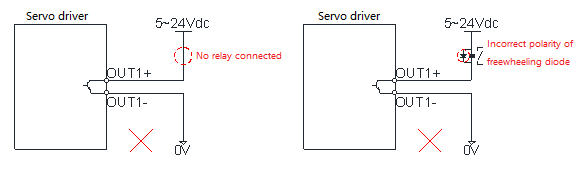 Servo driver
5~24Vdc
No relay connected
OUT1+
OUT1-
0V
Servo driver
5~24Vdc
Incorrect polarity of
freewheeling diode
OUT1+
OUT1-
0V